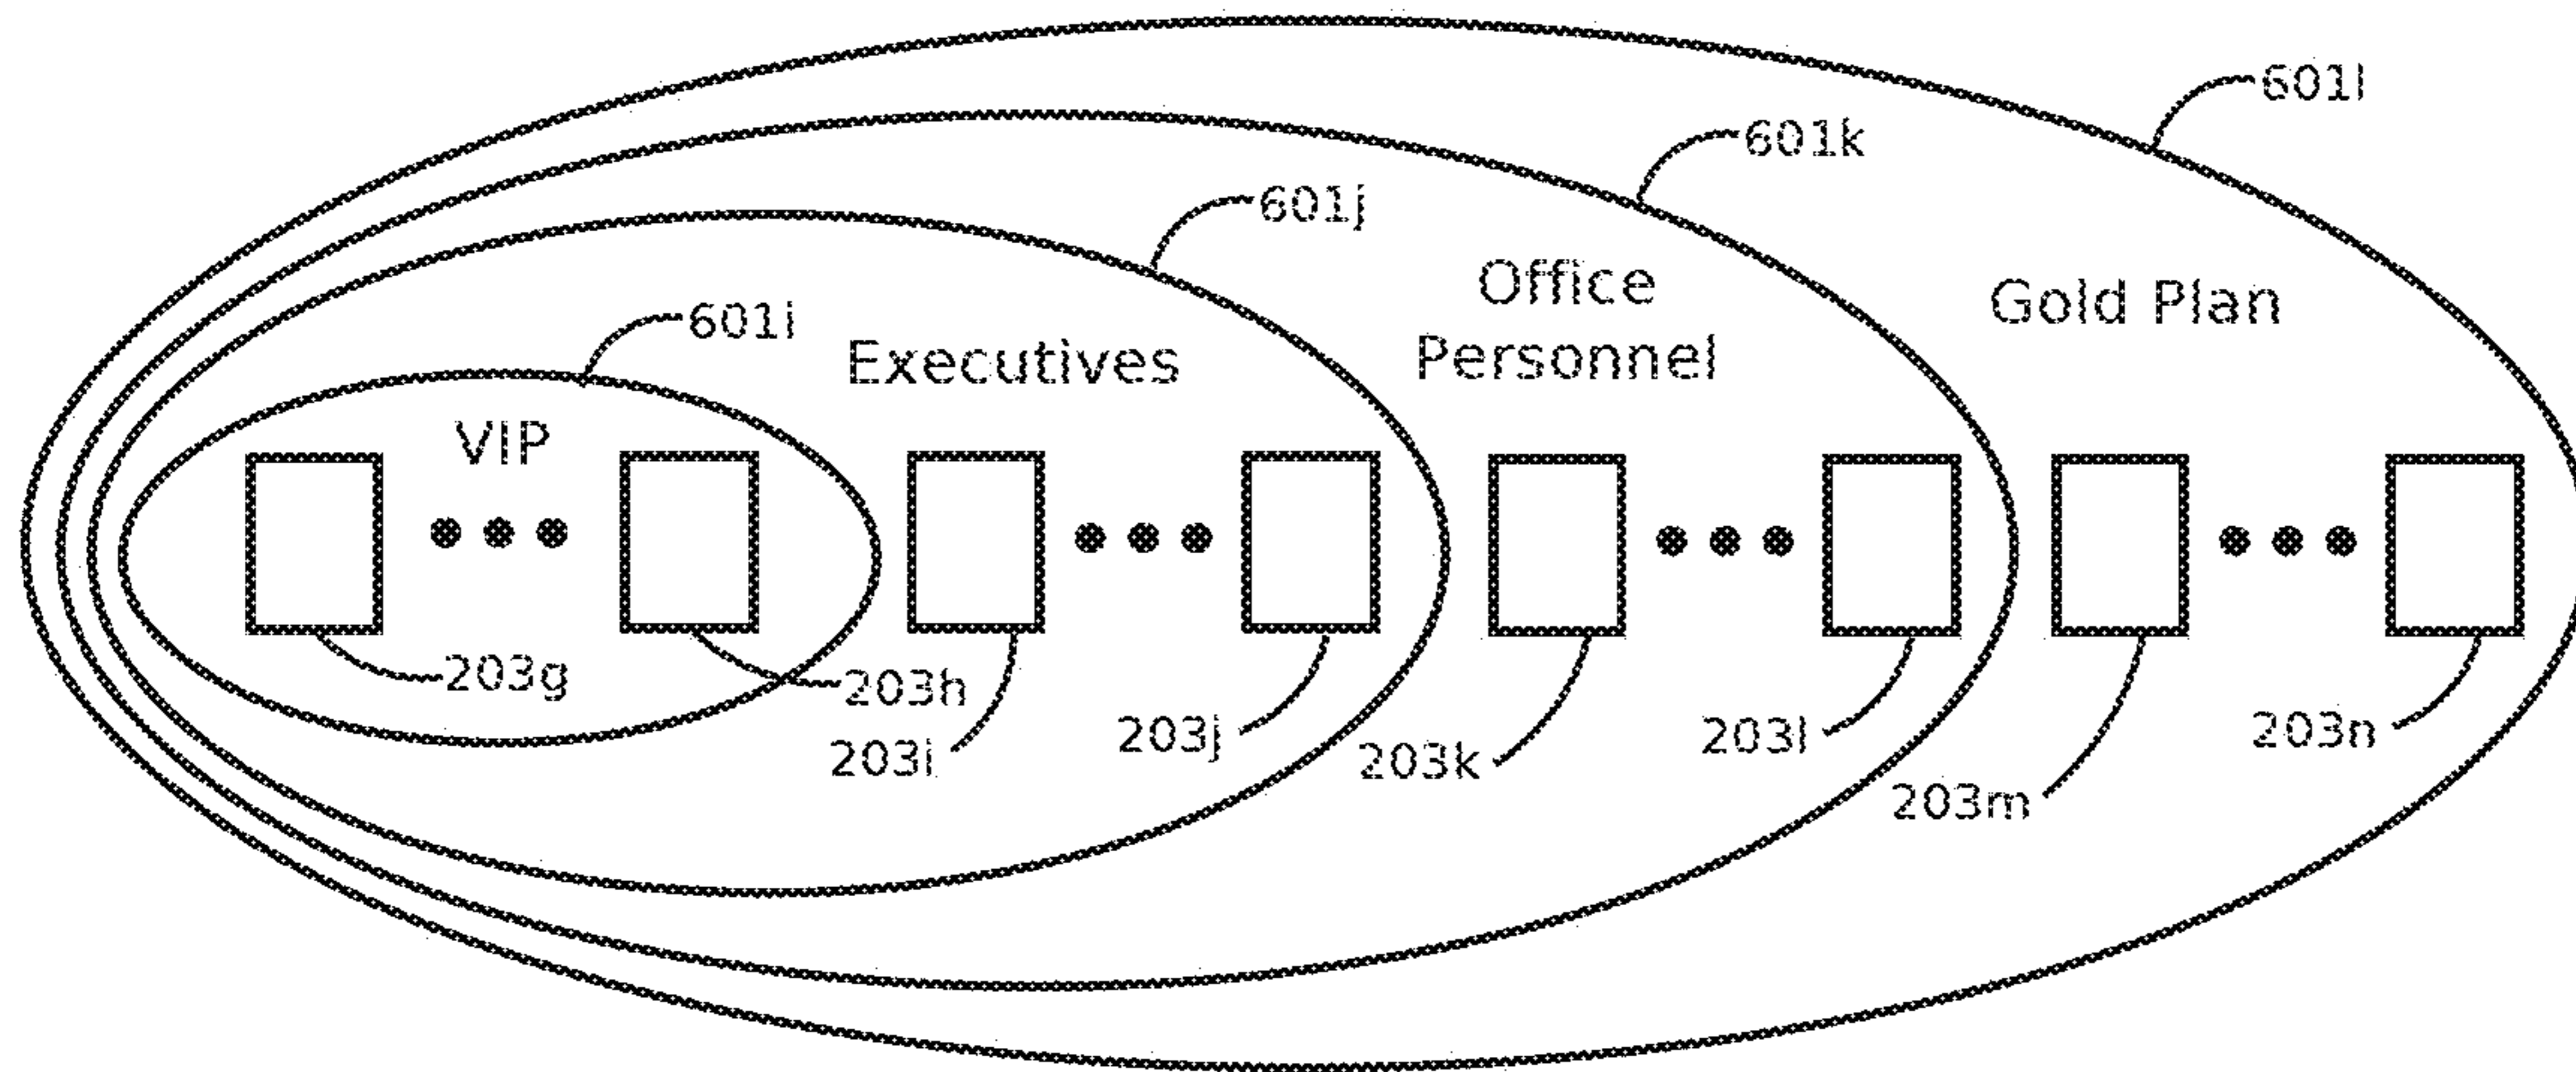 601l
601k
601j
Office
Personnel
Gold Plan
601i
Executives
VIP
203g
203h
203i
203j
203k
203l
203m
203n